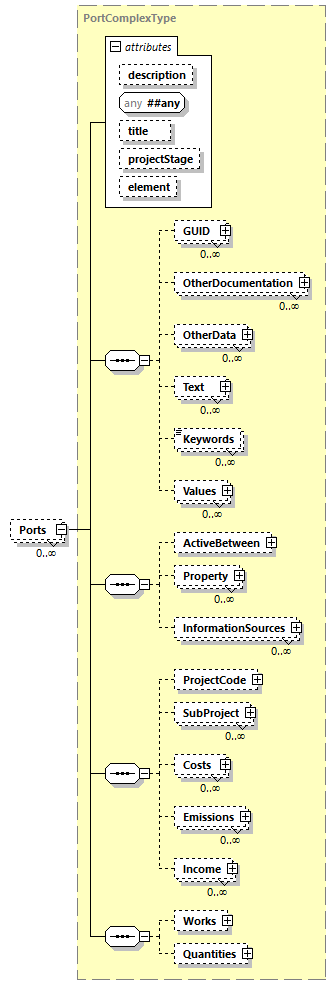 PortComplexType
attributes
description
any ##any
title
projectStage
element
GUID
0..∞
OtherDocumentation
0..∞
OtherData
0..∞
Text
0..∞
Keywords
0..∞
Values
0..∞
Ports
0..∞
ActiveBetween
Property
0..∞
InformationSources
0..∞
ProjectCode
SubProject
0..∞
Costs
0..∞
Emissions
0..∞
Income
0..∞
Works
Quantities